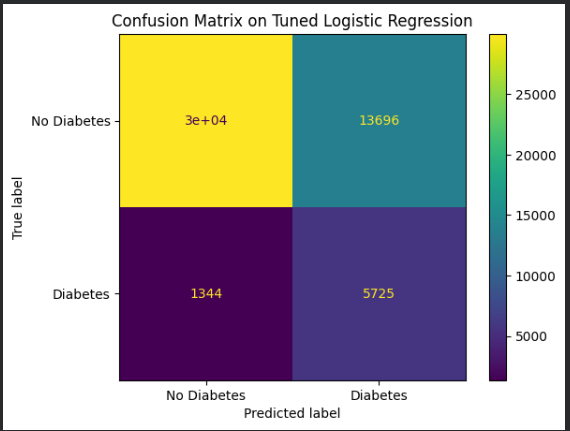 Confusion Matrix on Tuned Logistic Regression
No Diabetes
3e+04
13696
Diabetes
1344
5725
No Diabetes
Diabetes
Predicted label
True label
25000
20000
15000
10000
5000